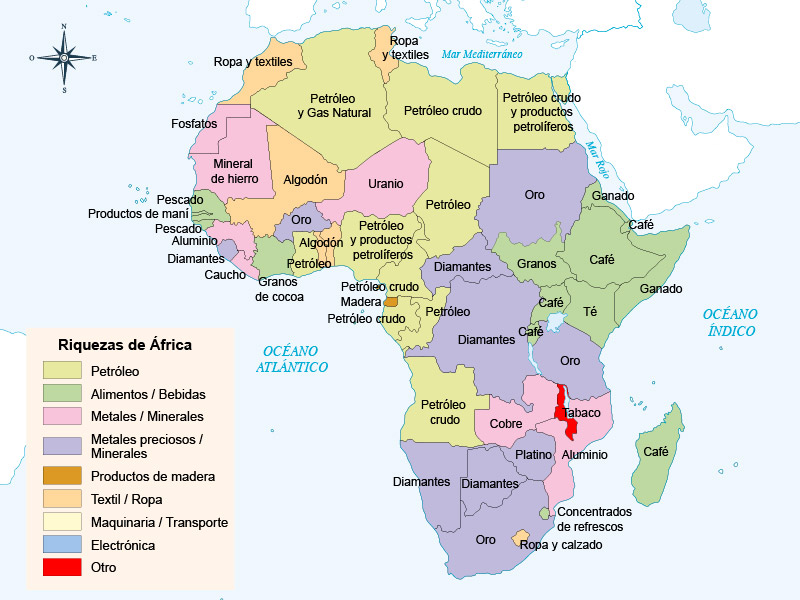 N
O
E
S
Mar Mediterráneo
Mar Rojo
OCÉANO
ATLÁNTICO
OCÉANO
ÍNDICO
Ropa y textiles
Ropa
y textiles
Petróleo
y Gas Natural
Petróleo crudo
Petróleo crudo
y productos
petrolíferos
Fosfatos
Mineral
de hierro
Algodón
Uranio
Petróleo
Oro
Ganado
Café
Pescado
Productos de maní
Pescado
Aluminio
Diamantes
Caucho
Granos
de cocoa
Oro
Petróleo
Algodón
Petróleo
y productos
petrolíferos
Petróleo crudo
Madera
Petróleo crudo
Petróleo
Diamantes
Granos
Café
Ganado
Café
Té
Café
Diamantes
Oro
Petróleo
crudo
Cobre
Tabaco
Aluminio
Platino
Diamantes
Diamantes
Café
Concentrados
de refrescos
Oro
Ropa y calzado
Riquezas de África
Petróleo
Alimentos / Bebidas
Metales / Minerales
Metales preciosos /
Minerales
Productos de madera
Textil / Ropa
Maquinaria / Transporte
Electrónica
Otro